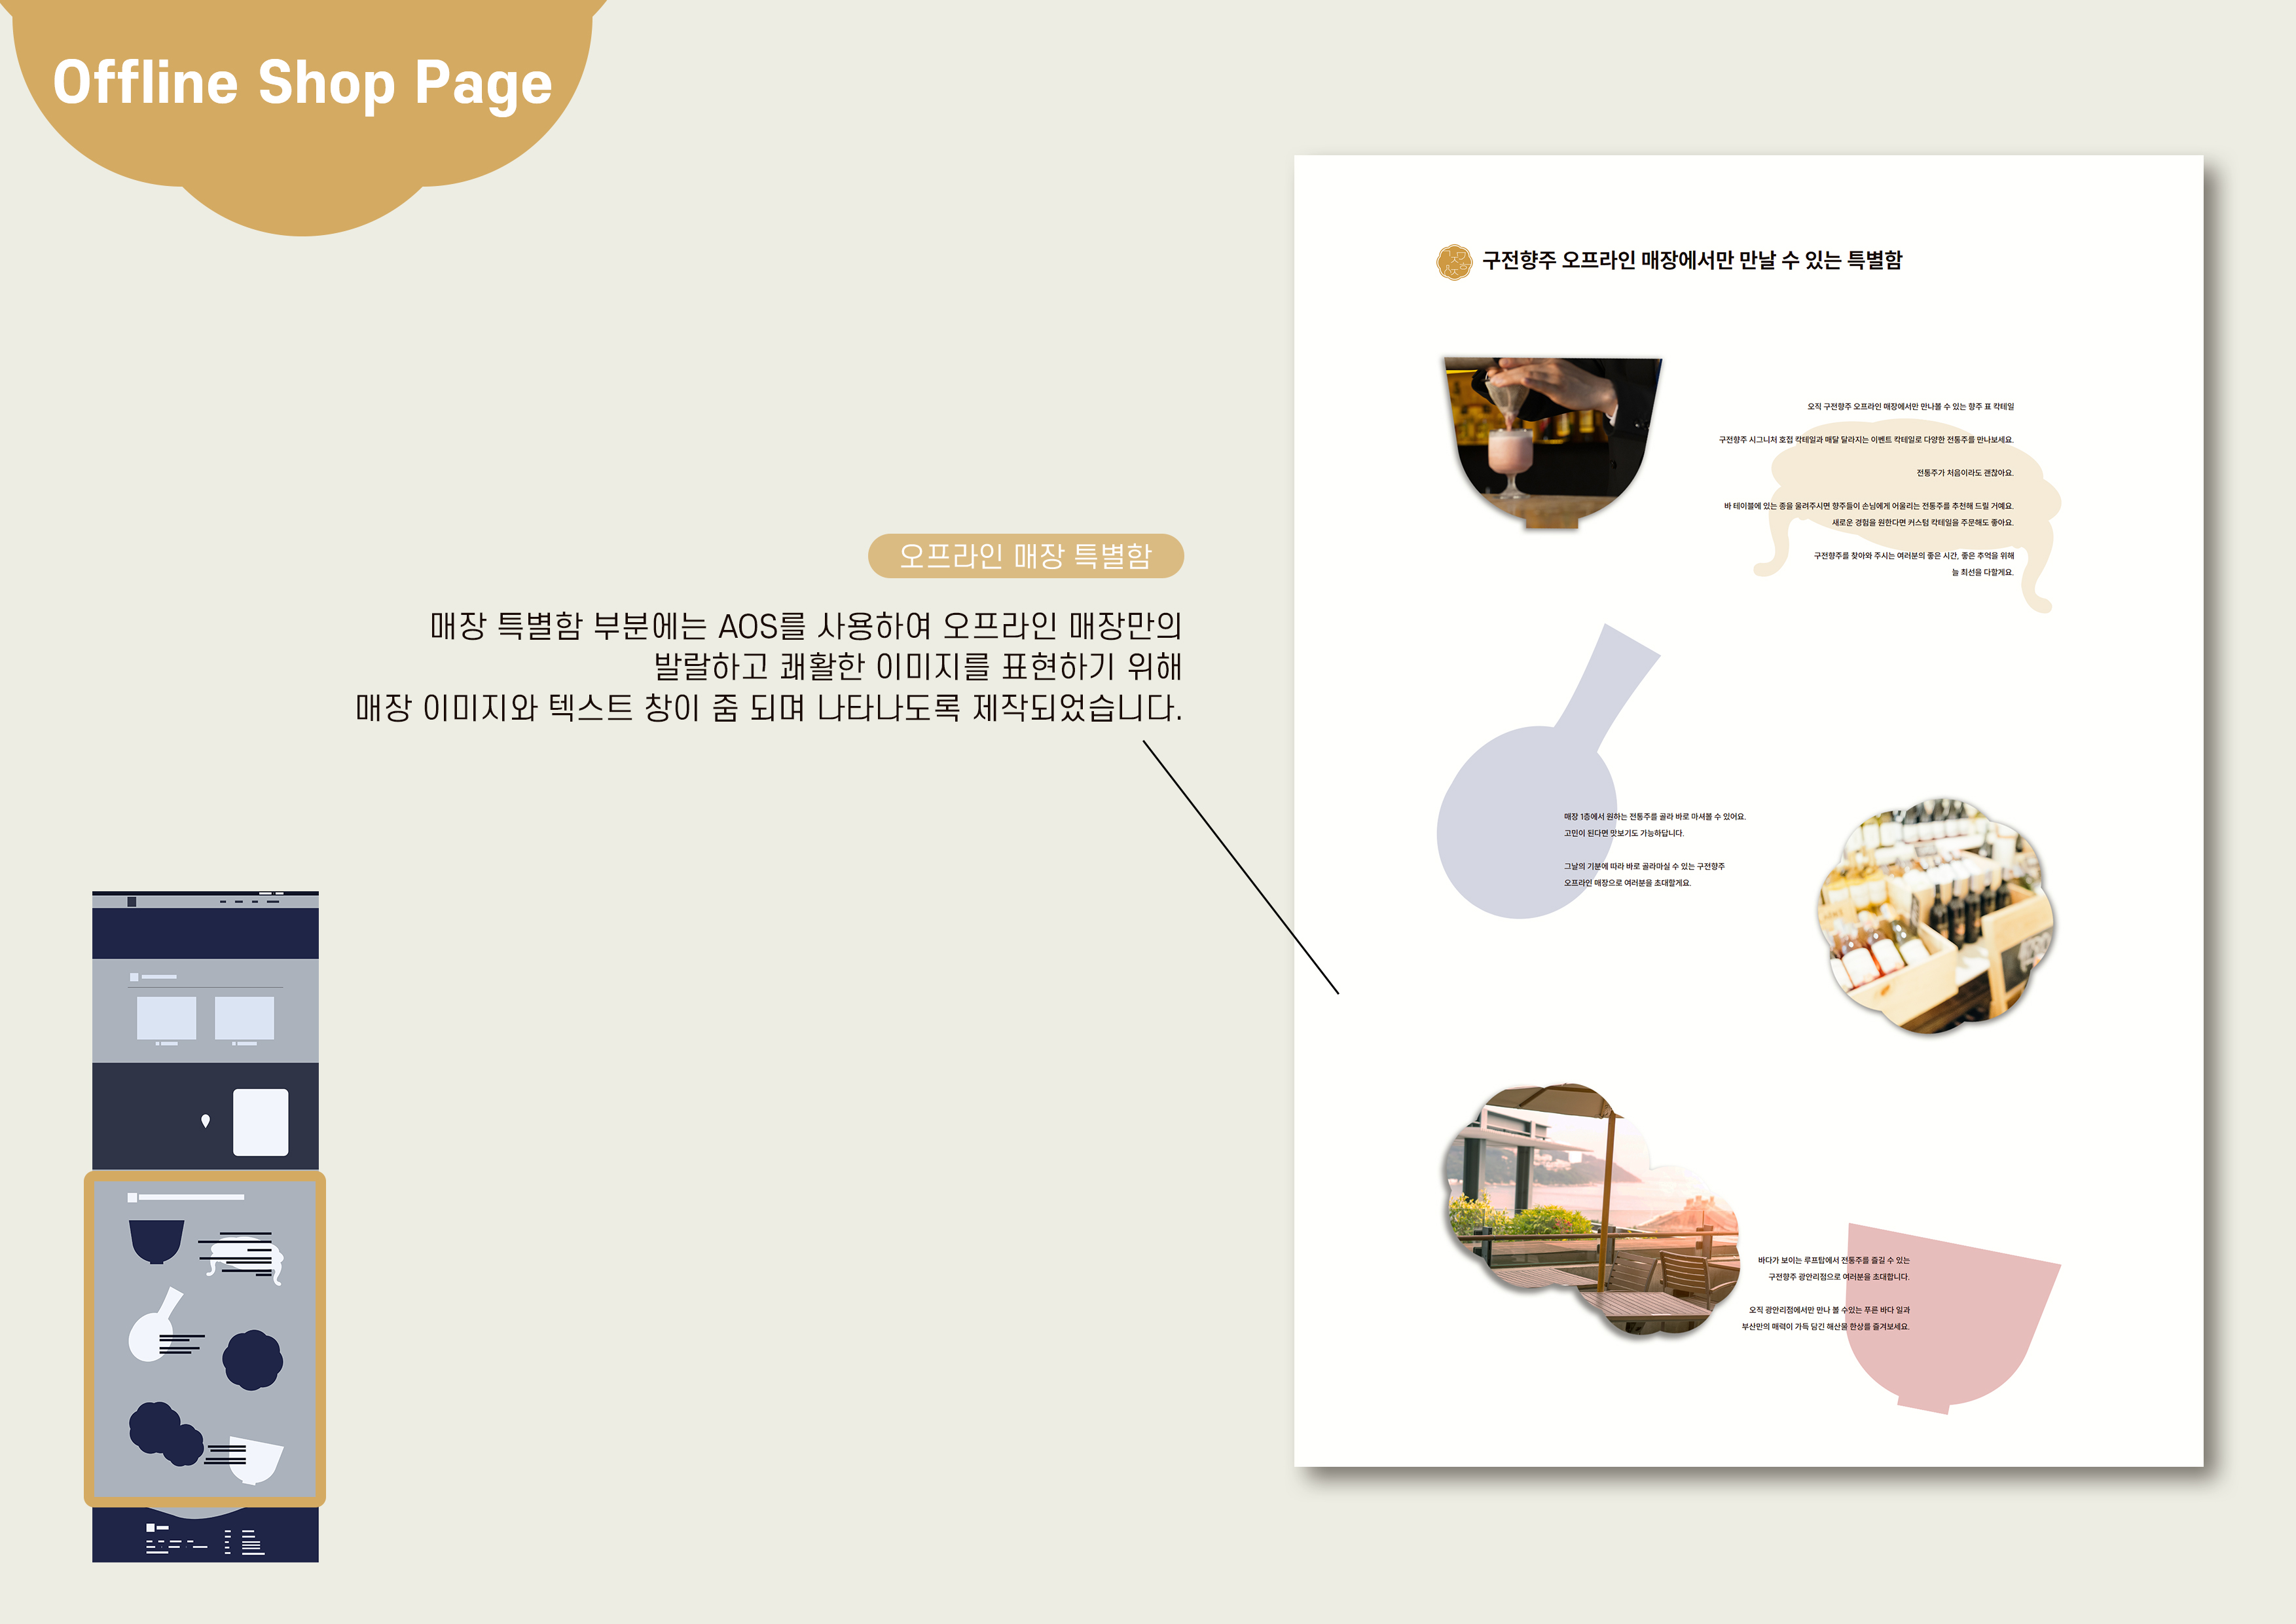 Offline Shop Page
오프라인 매장 특별함
매장 특별함 부분에는 AOS를 사용하여 오프라인 매장만의
발랄하고 쾌활한 이미지를 표현하기 위해
매장 이미지와 텍스트 창이 줌 되며 나타나도록 제작되었습니다.
구전향주 오프라인 매장에서만 만날 수 있는 특별함
오직 구전향주 오프라인 매장에서만 만나볼 수 있는 향주 표 칵테일
구전향주 시그니처 호접 칵테일과 매달 달라지는 이벤트 칵테일로 다양한 전통주를 만나보세요.
전통주가 처음이라도 괜찮아요.
바 테이블에 있는 종을 울려주시면 향주들이 손님에게 어울리는 전통주를 추천해 드릴 거예요.
새로운 경험을 원한다면 커스텀 칵테일을 주문해도 좋아요.
구전향주를 찾아와 주시는 여러분의 좋은 시간, 좋은 추억을 위해
늘 최선을 다할게요.
매장 1층에서 원하는 전통주를 골라 바로 마셔볼 수 있어요.
고민이 된다면 맛보기도 가능하답니다.
그날의 기분에 따라 바로 골라마실 수 있는 구전향주
오프라인 매장으로 여러분을 초대할게요.
바다가 보이는 루프탑에서 전통주를 즐길 수 있는
구전향주 광안리점으로 여러분을 초대합니다.
오직 광안리점에서만 만나 볼 수있는 푸른 바다 일과
부산만의 매력이 가득 담긴 해산물 한상를 즐겨보세요.